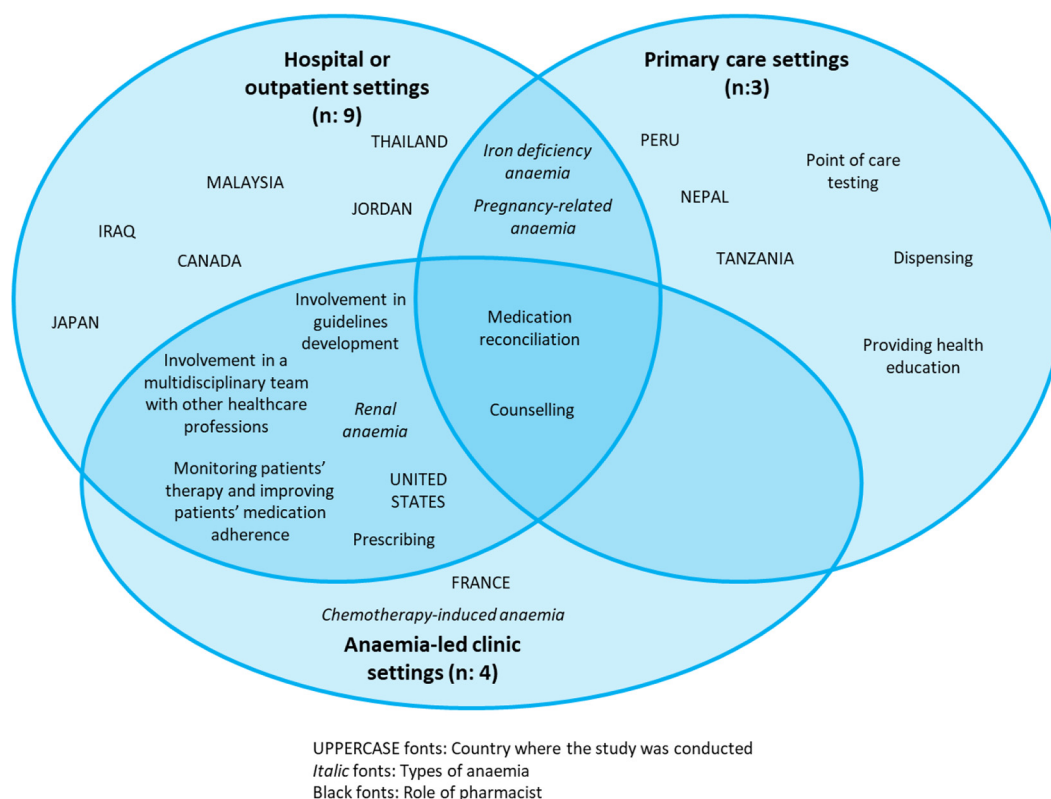 Hospital or
outpatient settings
(n: 9)
Primary care settings
(n:3)
THAILAND
MALAYSIA
JORDAN
IRAQ
CANADA
JAPAN
Iron deficiency
anaemia
Pregnancy-related
anaemia
PERU
NEPAL
TANZANIA
Point of care
testing
Dispensing
Providing health
education
Involvement in
guidelines
development
Involvement in a
multidisciplinary team
with other healthcare
professions
Renal
anaemia
Monitoring patients’
therapy and improving
patients’ medication
adherence
UNITED
STATES
Prescribing
Medication
reconciliation
Counselling
FRANCE
Chemotherapy-induced anaemia
Anaemia-led clinic
settings (n: 4)
UPPERCASE fonts: Country where the study was conducted
Italic fonts: Types of anaemia
Black fonts: Role of pharmacist